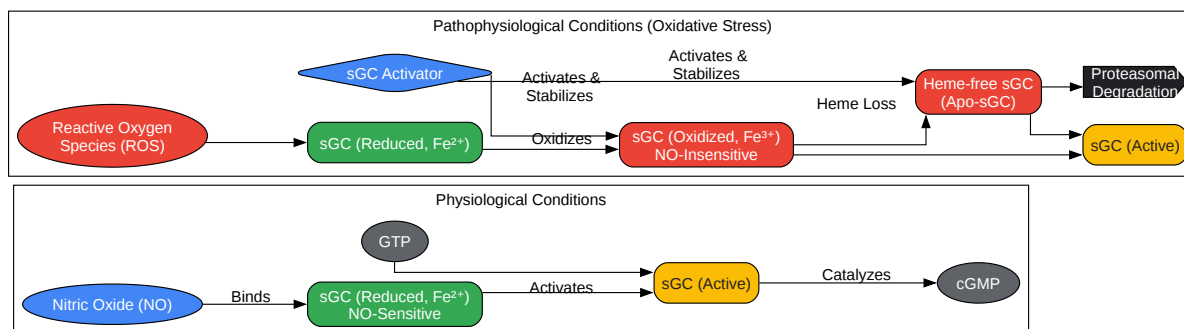 Pathophysiological Conditions (Oxidative Stress)
sGC Activator
Activates &
Stabilizes
Activates &
Stabilizes
Heme-free sGC
(Apo-sGC)
Proteasomal
Degradation
Heme Loss
Reactive Oxygen
Species (ROS)
sGC (Reduced, Fe²⁺)
Oxidizes
sGC (Oxidized, Fe³⁺)
NO-Insensitive
sGC (Active)
Physiological Conditions
GTP
Nitric Oxide (NO)
Binds
sGC (Reduced, Fe²⁺)
NO-Sensitive
Activates
sGC (Active)
Catalyzes
cGMP